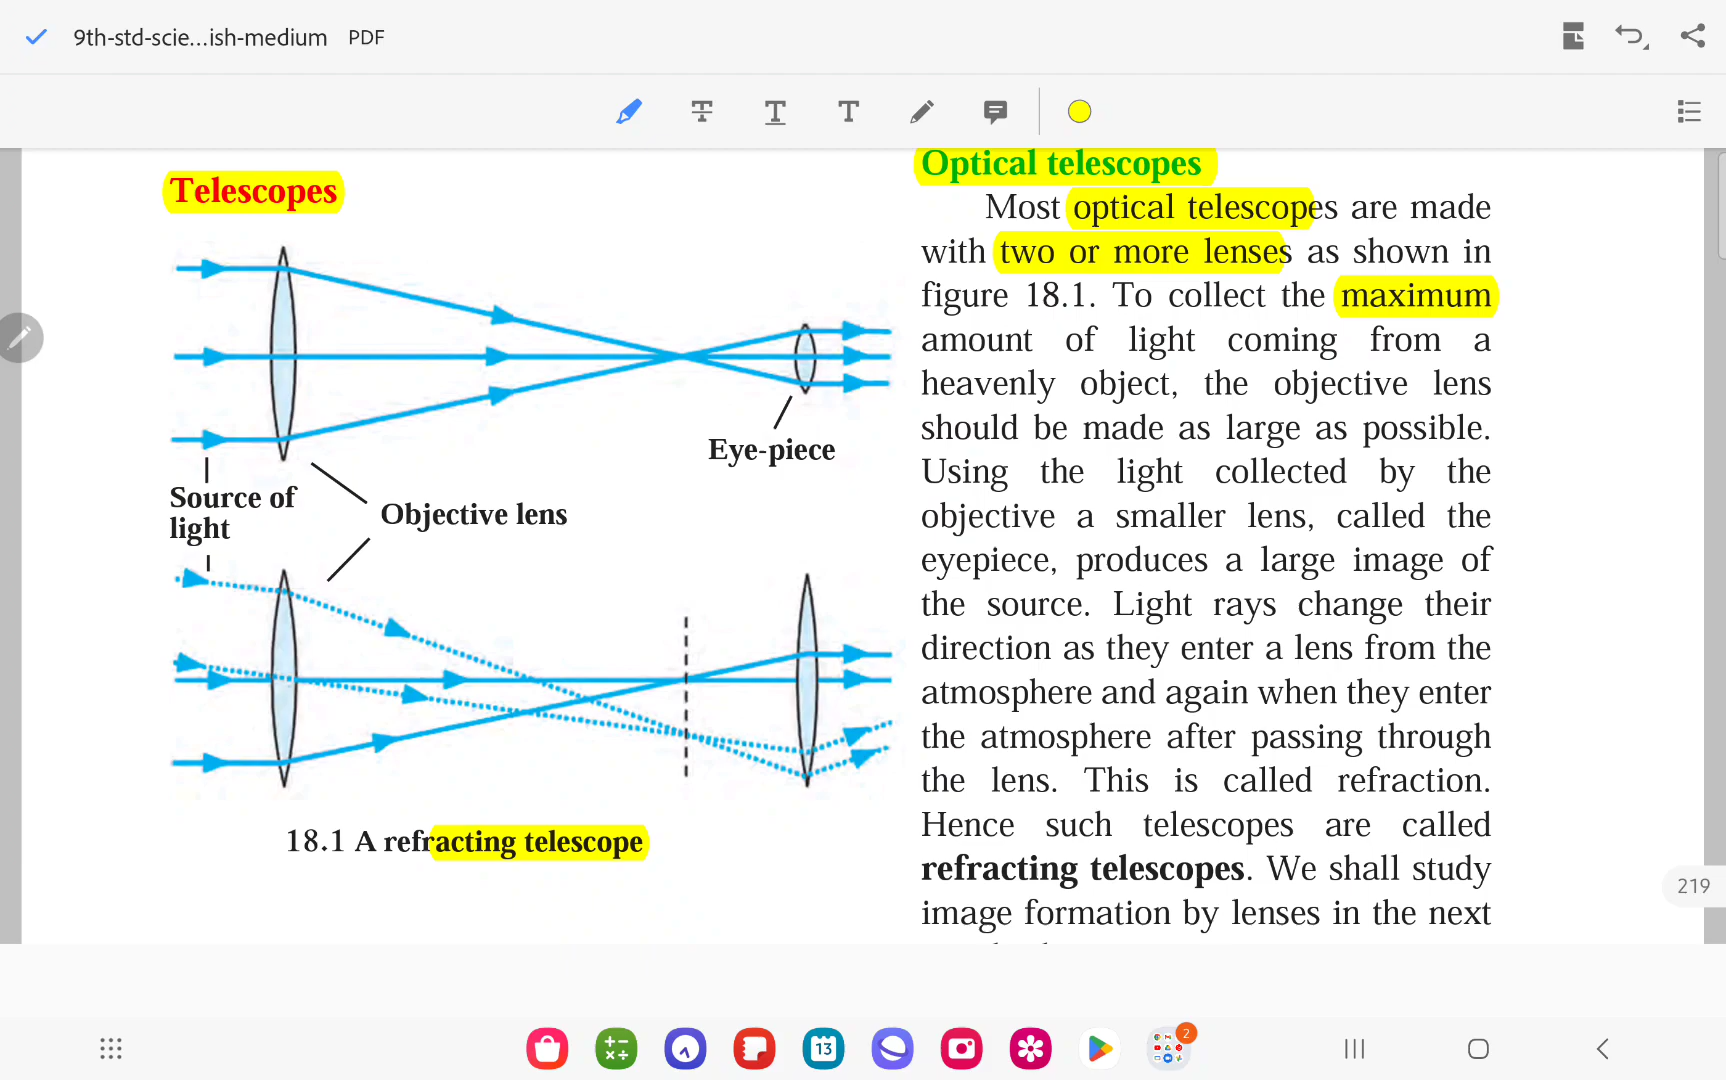 9th-std-scie...ish-medium PDF
Telescopes
Source of
light
Objective lens
Eye-piece
18.1 A refracting telescope
Optical telescopes
Most optical telescopes are made
with two or more lenses as shown in
figure 18.1. To collect the maximum
amount of light coming from a
heavenly object, the objective lens
should be made as large as possible.
Using the light collected by the
objective a smaller lens, called the
eyepiece, produces a large image of
the source. Light rays change their
direction as they enter a lens from the
atmosphere and again when they enter
the atmosphere after passing through
the lens. This is called refraction.
Hence such telescopes are called
refracting telescopes. We shall study
image formation by lenses in the next
219
13
2